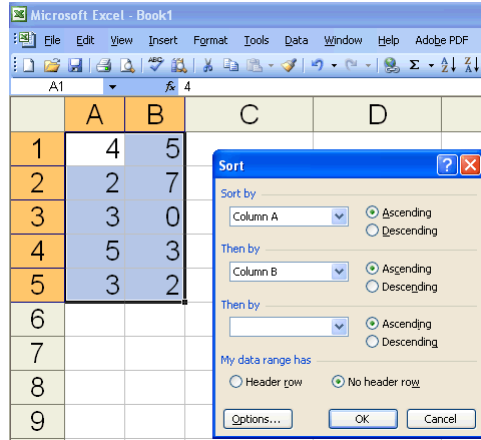 Microsoft Excel - Book1
File Edit View Insert Format Tools Data Window Help Adobe PDF
A1 fx 4
A B C D
1 4 5
2 2 7
3 3 0
4 5 3
5 3 2
6
7
8
9
Sort
Sort by
Column A Ascending
Descending
Then by
Column B Ascending
Descending
Then by
Ascending
Descending
My data range has
Header row No header row
Options... OK Cancel